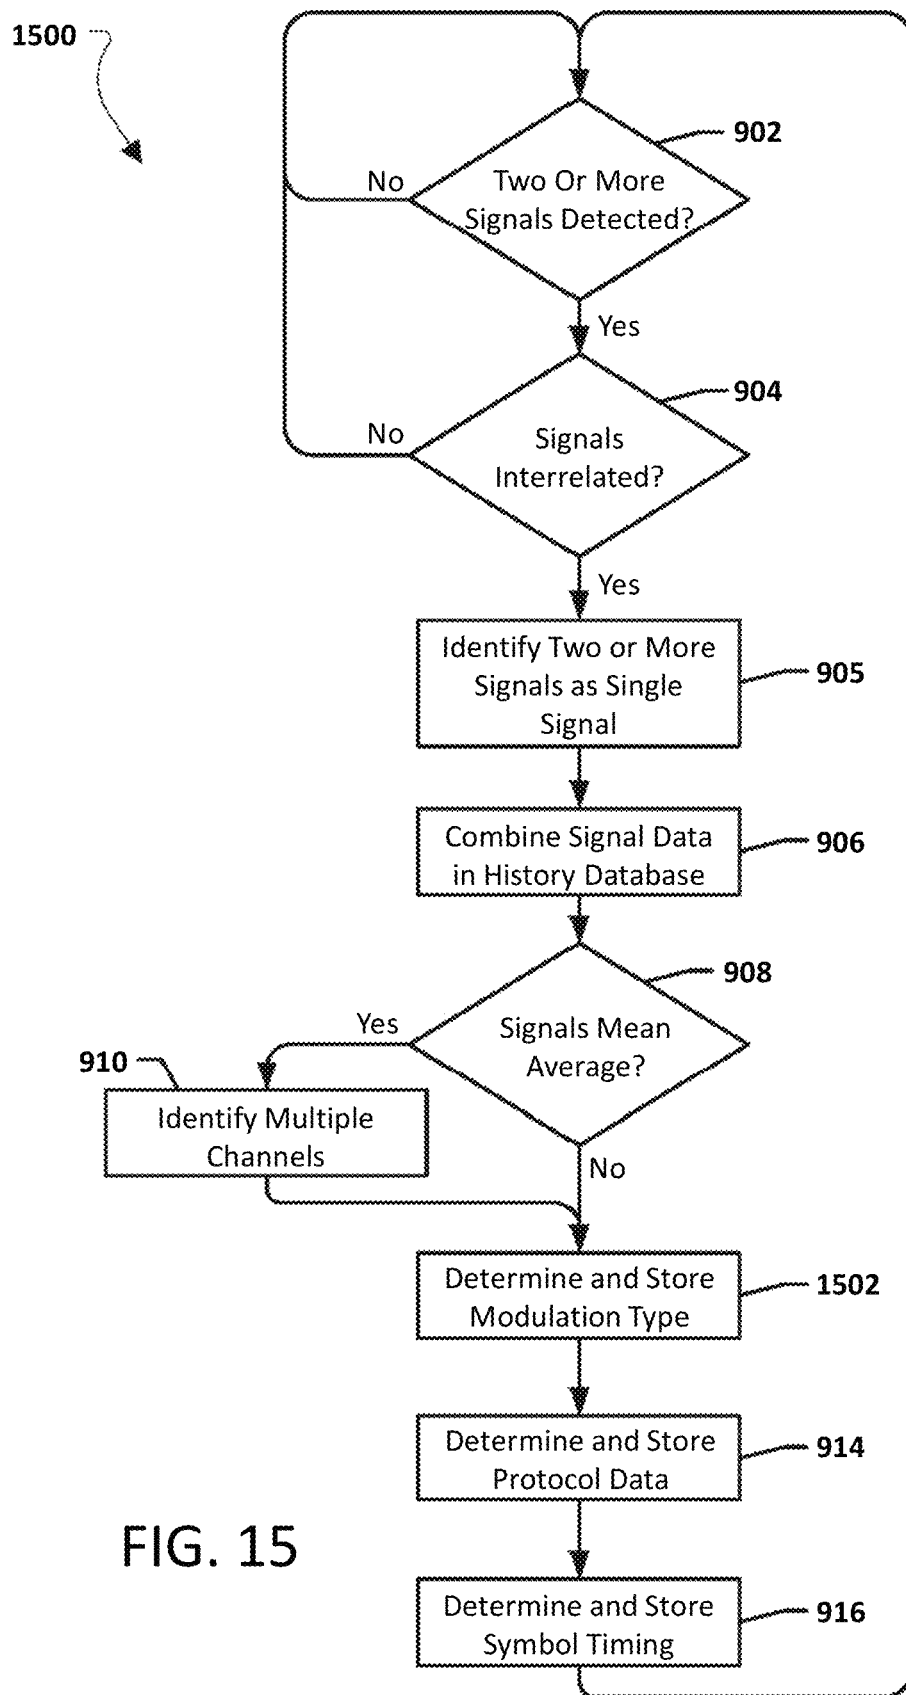 1500
902
No
Two Or More
Signals Detected?
Yes
904
No
Signals
Interrelated?
Yes
Identify Two or More
Signals as Single
Signal
905
Combine Signal Data
in History Database
906
908
Yes
Signals Mean
Average?
910
Identify Multiple
Channels
No
Determine and Store
Modulation Type
1502
Determine and Store
Protocol Data
914
FIG. 15
Determine and Store
Symbol Timing
916